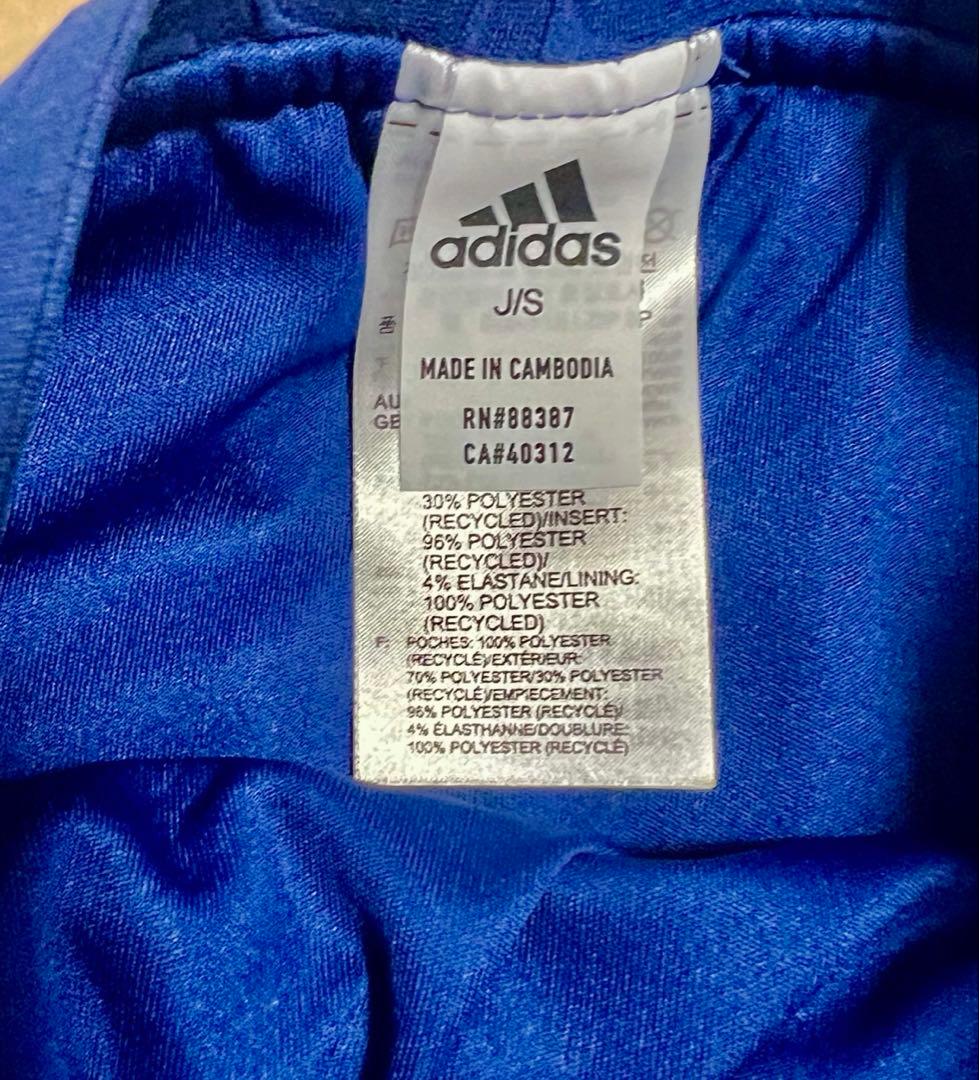 adidas
J/S
MADE IN CAMBODIA
RN#88387
CA#40312
AU
GE
30% POLYESTER
(RECYCLED)/INSERT:
96% POLYESTER
(RECYCLED)/
4% ELASTANE/LINING:
100% POLYESTER
(RECYCLED)
F: POCHES: 100% POLYESTER
(RECYCLÉ)/EXTÉRIEUR:
70% POLYESTER/30% POLYESTER
(RECYCLÉ)/EMPIECEMENT:
96% POLYESTER (RECYCLÉ)/
4% ÉLASTHANNE/DOUBLURE:
100% POLYESTER (RECYCLÉ)